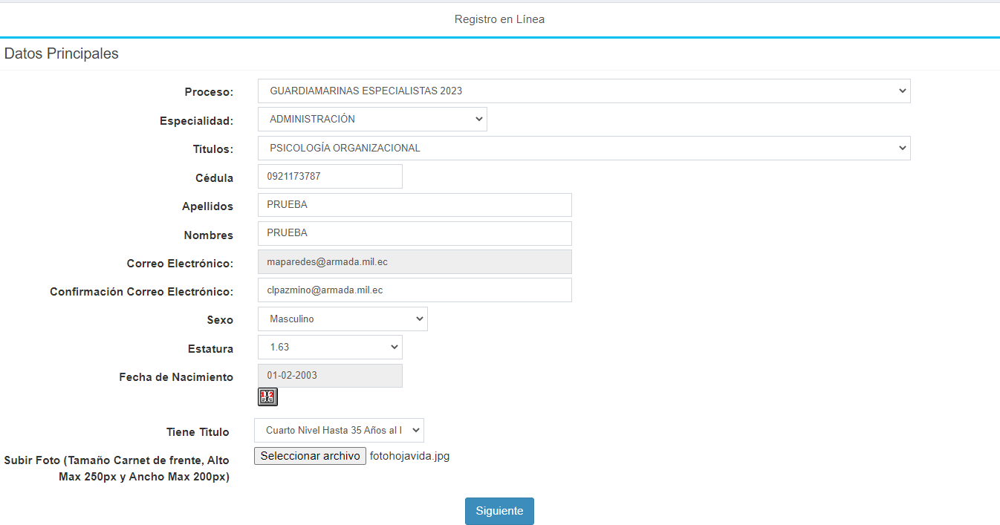 Registro en Línea
Datos Principales
Proceso: GUARDIAMARINAS ESPECIALISTAS 2023
Especialidad: ADMINISTRACIÓN
Títulos: PSICOLOGÍA ORGANIZACIONAL
Cédula 0921173787
Apellidos PRUEBA
Nombres PRUEBA
Correo Electrónico: maparedes@armada.mil.ec
Confirmación Correo Electrónico: clpazmino@armada.mil.ec
Sexo Masculino
Estatura 1.63
Fecha de Nacimiento 01-02-2003
12
Tiene Titulo Cuarto Nivel Hasta 35 Años al
Subir Foto (Tamaño Carnet de frente, Alto Seleccionar archivo fotohojavida.jpg
Max 250px y Ancho Max 200px)
Siguiente